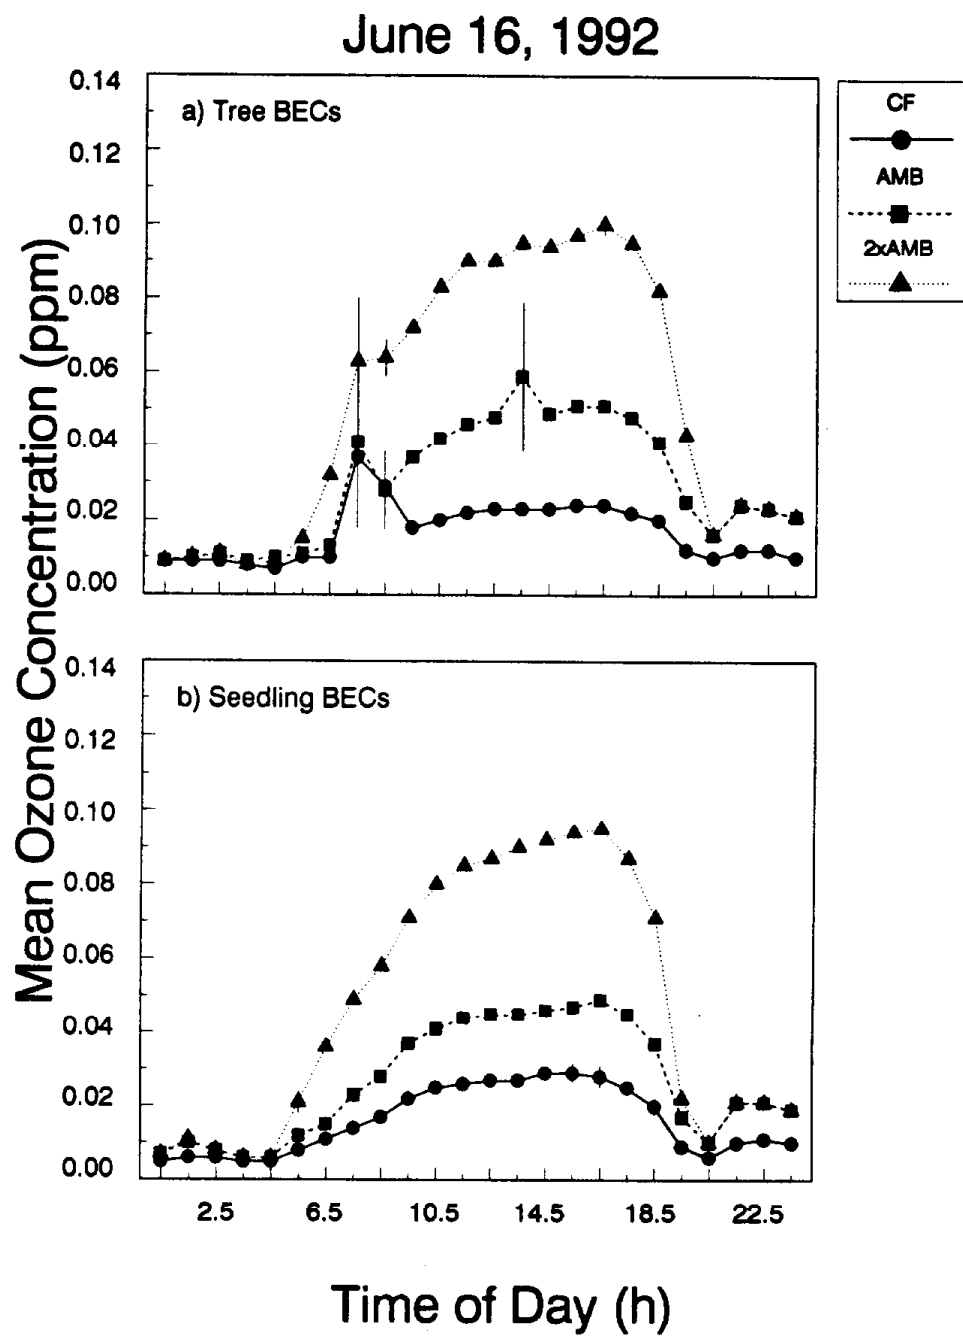 June 16, 1992
a) Tree BECs
0.14
0.12
0.10
0.08
0.06
0.04
0.02
0.00
CF
AMB
2xAMB
Mean Ozone Concentration (ppm)
b) Seedling BECs
0.14
0.12
0.10
0.08
0.06
0.04
0.02
0.00
2.5 6.5 10.5 14.5 18.5 22.5
Time of Day (h)